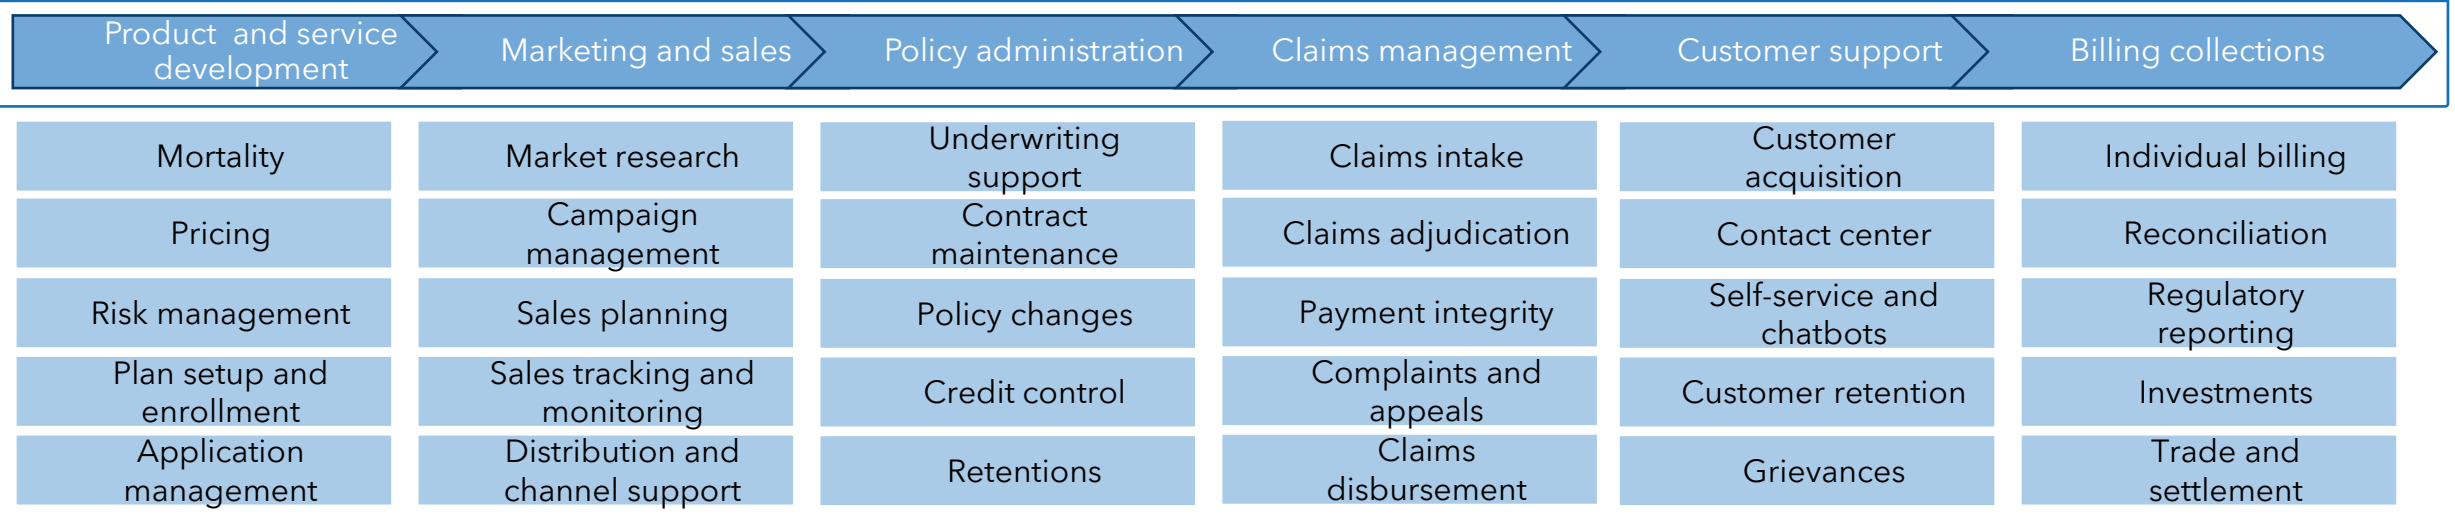 Product and service
development
Marketing and sales
Policy administration
Claims management
Customer support
Billing collections
Mortality
Market research
Underwriting
support
Claims intake
Customer
acquisition
Individual billing
Pricing
Campaign
management
Contract
maintenance
Claims adjudication
Contact center
Reconciliation
Risk management
Sales planning
Policy changes
Payment integrity
Self-service and
chatbots
Regulatory
reporting
Plan setup and
enrollment
Sales tracking and
monitoring
Credit control
Complaints and
appeals
Customer retention
Investments
Application
management
Distribution and
channel support
Retentions
Claims
disbursement
Grievances
Trade and
settlement